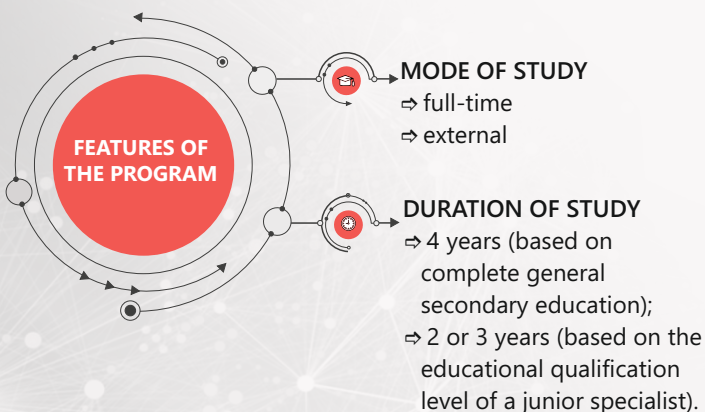 FEATURES OF
THE PROGRAM
MODE OF STUDY
⇨ full-time
⇨ external
DURATION OF STUDY
⇨ 4 years (based on
complete general
secondary education);
⇨ 2 or 3 years (based on the
educational qualification
level of a junior specialist).